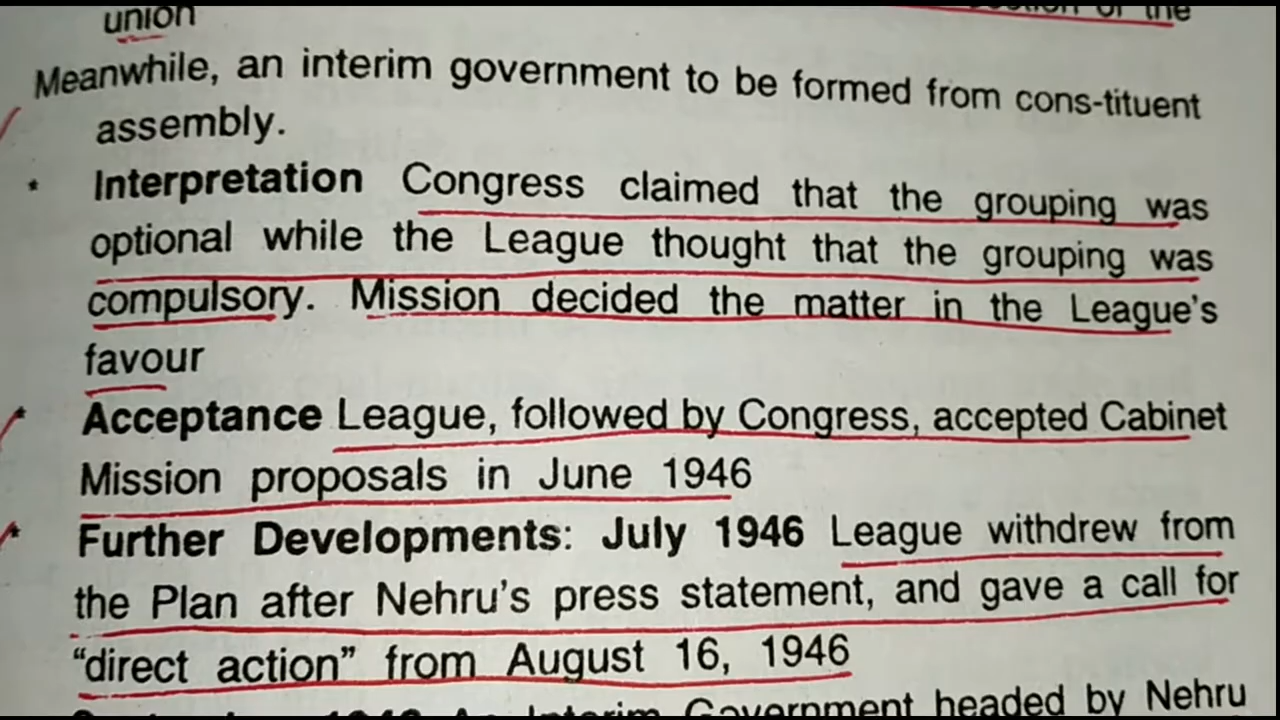 union
the
Meanwhile, an interim government to be formed from cons-tituent
assembly.
* Interpretation Congress claimed that the grouping was
optional while the League thought that the grouping was
compulsory. Mission decided the matter in the League's
favour
* Acceptance League, followed by Congress, accepted Cabinet
Mission proposals in June 1946
* Further Developments: July 1946 League withdrew from
the Plan after Nehru's press statement, and gave a call for
“direct action” from August 16, 1946
1946 An Interim Government headed by Nehru